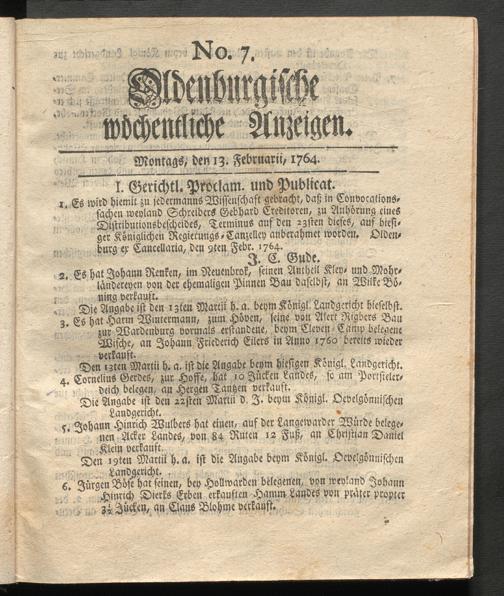 No. 7.
Oldenburgische
wöchentliche Anzeigen.
Montags, den 13. Februarii, 1764.
I. Gerichtl. Proclam. und Publicat.
1. Es wird hiemit zu jedermanns Wissenschaft gebracht, daß in Convocations-
sachen weyland Schreibers Gebhard Creditoren, zu Anhörung eines
Distributionsbescheides, Terminus auf den 23sten dieses, auf hiesi-
ger Königlichen Regierungs-Canzelley anberahmet worden. Olden-
burg ex Cancellaria, den 9ten Febr. 1764.
J. C. Gude.
2. Es hat Johann Renken, im Neuenbrok, seinen Antheil Kley- und Mohr-
ländereyen von der ehemaligen Pinnen Bau daselbst, an Wilke Bö-
ning verkauft.
Die Angabe ist den 13ten Martii h. a. beym Königl. Landgericht hieselbst.
3. Es hat Harm Wintermann, zum Höven, seine von Alert Rigbers Bau
zur Wardenburg vormals erstandene, beym Cleven-Camp belegene
Wische, an Johann Friederich Eilers in Anno 1760 bereits wieder
verkauft.
Den 13ten Martii h. a. ist die Angabe beym hiesigen Königl. Landgericht.
4. Cornelius Gerdes, zur Hoffe, hat 10 Jücken Landes, so am Portsieler-
deich belegen, an Hergen Tantzen verkauft.
Die Angabe ist den 22sten Martii d. J. beym Königl. Oevelgönnischen
Landgericht.
5. Johann Hinrich Wulbers hat einen, auf der Langewarder Würde belege-
nen Acker Landes, von 84 Ruten 12 Fuß, an Christian Daniel
Klein verkauft.
Den 19ten Martii h. a. ist die Angabe beym Königl. Oevelgönnischen
Landgericht.
6. Jürgen Böse hat seinen, bey Hollwarden belegenen, von weyland Johann
Hinrich Dierks Erben erkauften Hamm Landes von präter propter
3½ Jücken, an Claus Blohme verkauft.